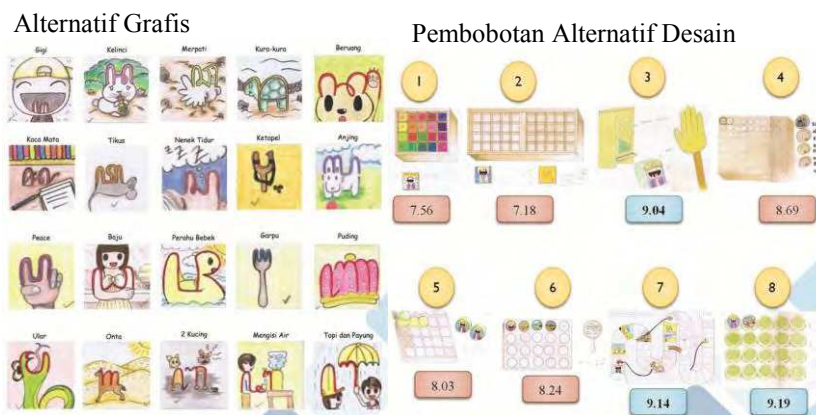 Alternatif Grafis
Gigi Kelinci Merpati Kura-kura Beruang
Kaca Mata Tikus Nenek Tidur Ketapel Anjing
Peace Baju Perahu Bebek Garpu Puding
Ular Onta 2 Kucing Mengisi Air Topi dan Payung
Pembobotan Alternatif Desain
1 2 3 4
7.56 7.18 9.04 8.69
5 6 7 8
8.03 8.24 9.14 9.19